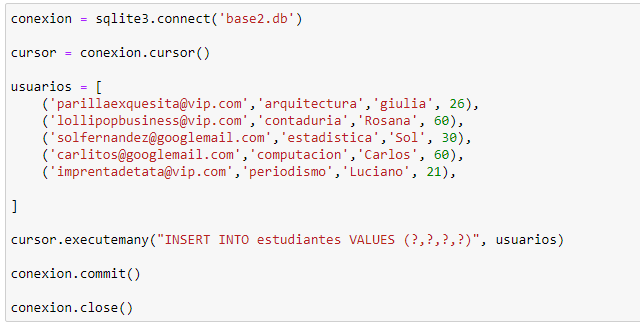 conexion = sqlite3.connect('base2.db')
cursor = conexion.cursor()
usuarios = [
('parillaexquesita@vip.com','arquitectura','giulia', 26),
('lollipopbusiness@vip.com','contaduria','Rosana', 60),
('solfernandez@googlemail.com','estadistica','Sol', 30),
('carlitos@googlemail.com','computacion','Carlos', 60),
('imprentadetata@vip.com','periodismo','Luciano', 21),
]
cursor.executemany("INSERT INTO estudiantes VALUES (?,?,?,?)", usuarios)
conexion.commit()
conexion.close()